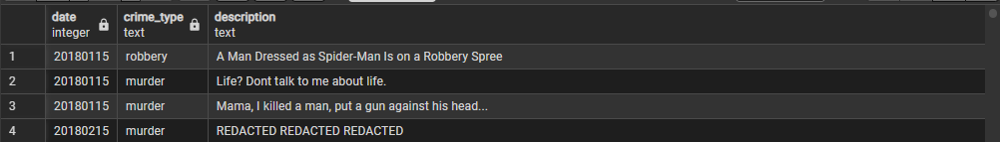 date crime_type description
integer text text
1 20180115 robbery A Man Dressed as Spider-Man Is on a Robbery Spree
2 20180115 murder Life? Dont talk to me about life.
3 20180115 murder Mama, I killed a man, put a gun against his head...
4 20180215 murder REDACTED REDACTED REDACTED